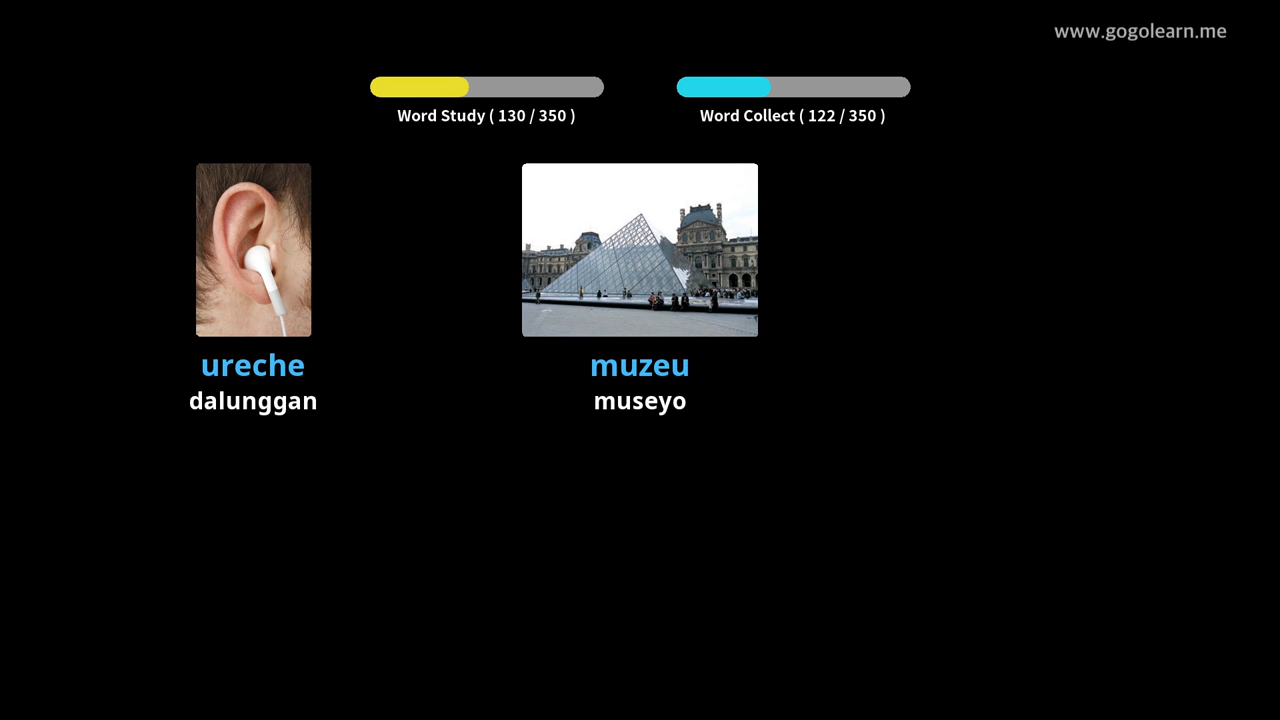 www.gogolearn.me
Word Study ( 130 / 350 )
Word Collect ( 122 / 350 )
ureche
dalunggan
muzeu
museyo